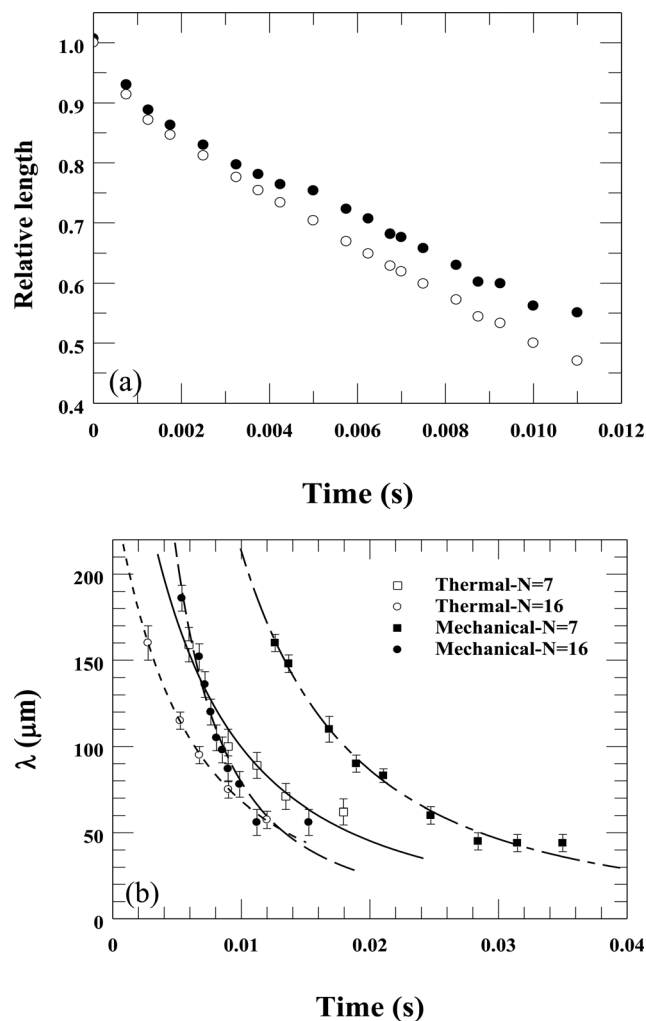 1.0
0.9
0.8
0.7
0.6
0.5
0.4
Relative length
(a)
0 0.002 0.004 0.006 0.008 0.010 0.012
Time (s)
200
150
100
50
0
λ (μm)
Thermal-N=7
Thermal-N=16
Mechanical-N=7
Mechanical-N=16
(b)
0 0.01 0.02 0.03 0.04
Time (s)